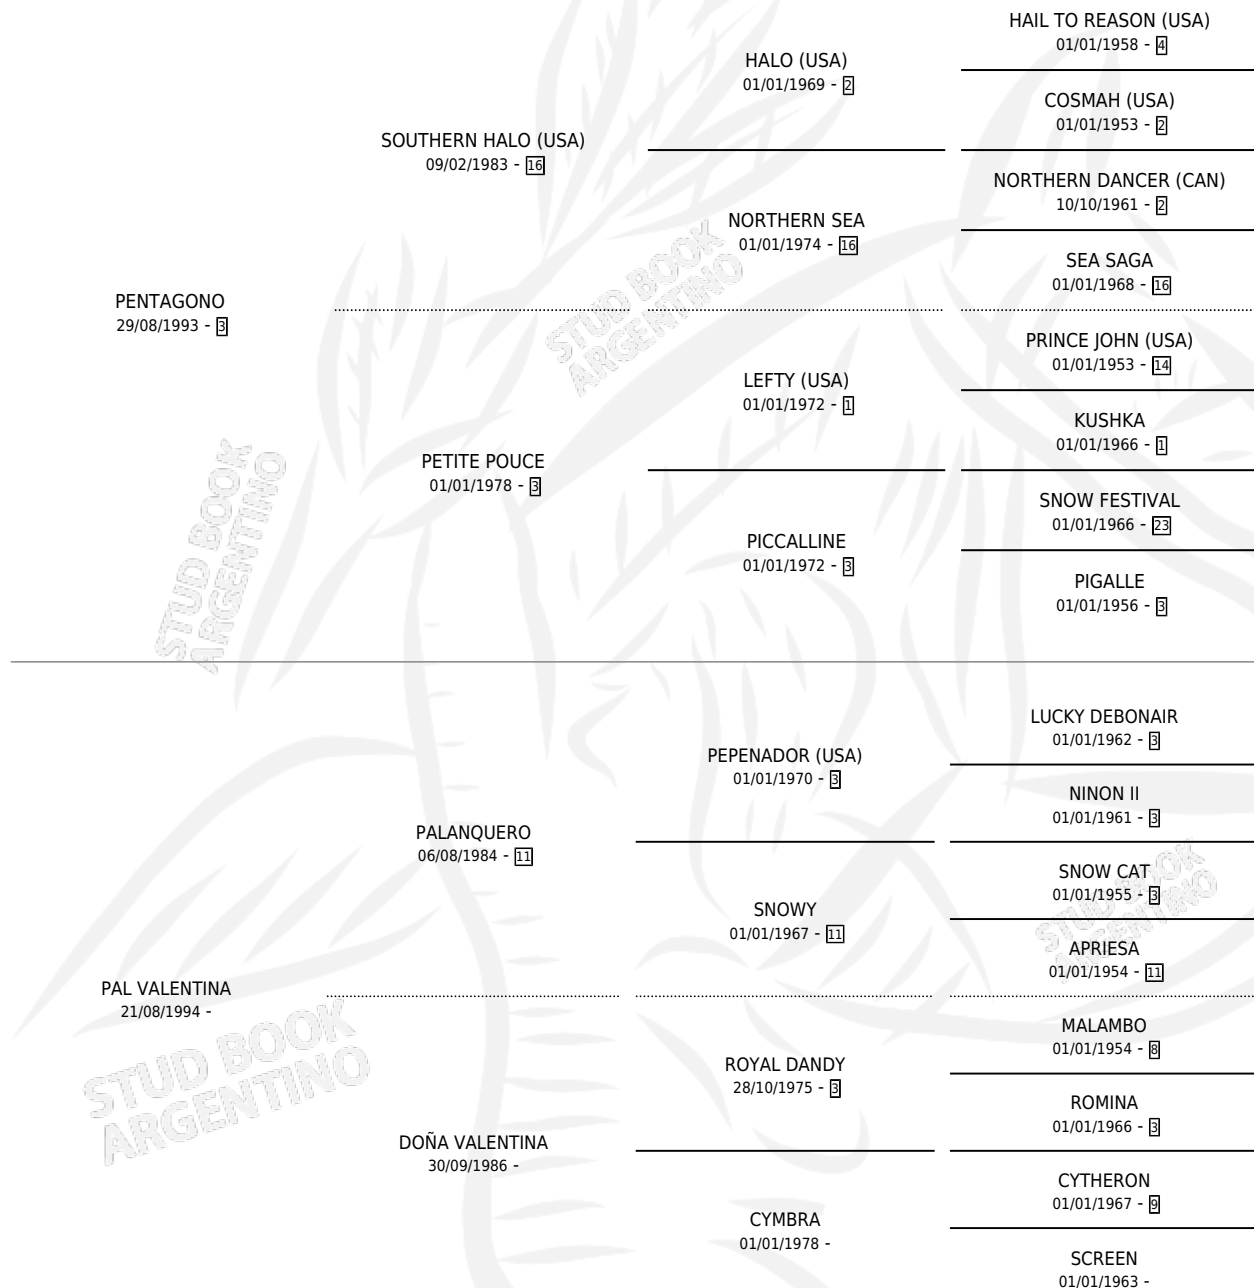 HAIL TO REASON (USA)
01/01/1958 - 4
HALO (USA)
01/01/1969 - 2
COSMAH (USA)
01/01/1953 - 2
SOUTHERN HALO (USA)
09/02/1983 - 16
NORTHERN DANCER (CAN)
10/10/1961 - 2
NORTHERN SEA
01/01/1974 - 16
SEA SAGA
01/01/1968 - 16
PENTAGONO
29/08/1993 - 3
STUD BOOK
ARGENTINO
PRINCE JOHN (USA)
01/01/1953 - 14
LEFTY (USA)
01/01/1972 - 1
KUSHKA
01/01/1966 - 1
PETITE POUCE
01/01/1978 - 3
SNOW FESTIVAL
01/01/1966 - 23
PICCALLINE
01/01/1972 - 3
PIGALLE
01/01/1956 - 3
STUD BOOK
ARGENTINO
LUCKY DEBONAIR
01/01/1962 - 3
PEPENADOR (USA)
01/01/1970 - 3
NINON II
01/01/1961 - 3
PALANQUERO
06/08/1984 - 11
SNOW CAT
01/01/1955 - 3
SNOWY
01/01/1967 - 11
APRIESA
01/01/1954 - 11
STUD BOOK
ARGENTINO
PAL VALENTINA
21/08/1994 -
MALAMBO
01/01/1954 - 8
ROYAL DANDY
28/10/1975 - 3
ROMINA
01/01/1966 - 3
STUD BOOK
ARGENTINO
DOÑA VALENTINA
30/09/1986 -
CYTHERON
01/01/1967 - 9
CYMBRA
01/01/1978 -
SCREEN
01/01/1963 -